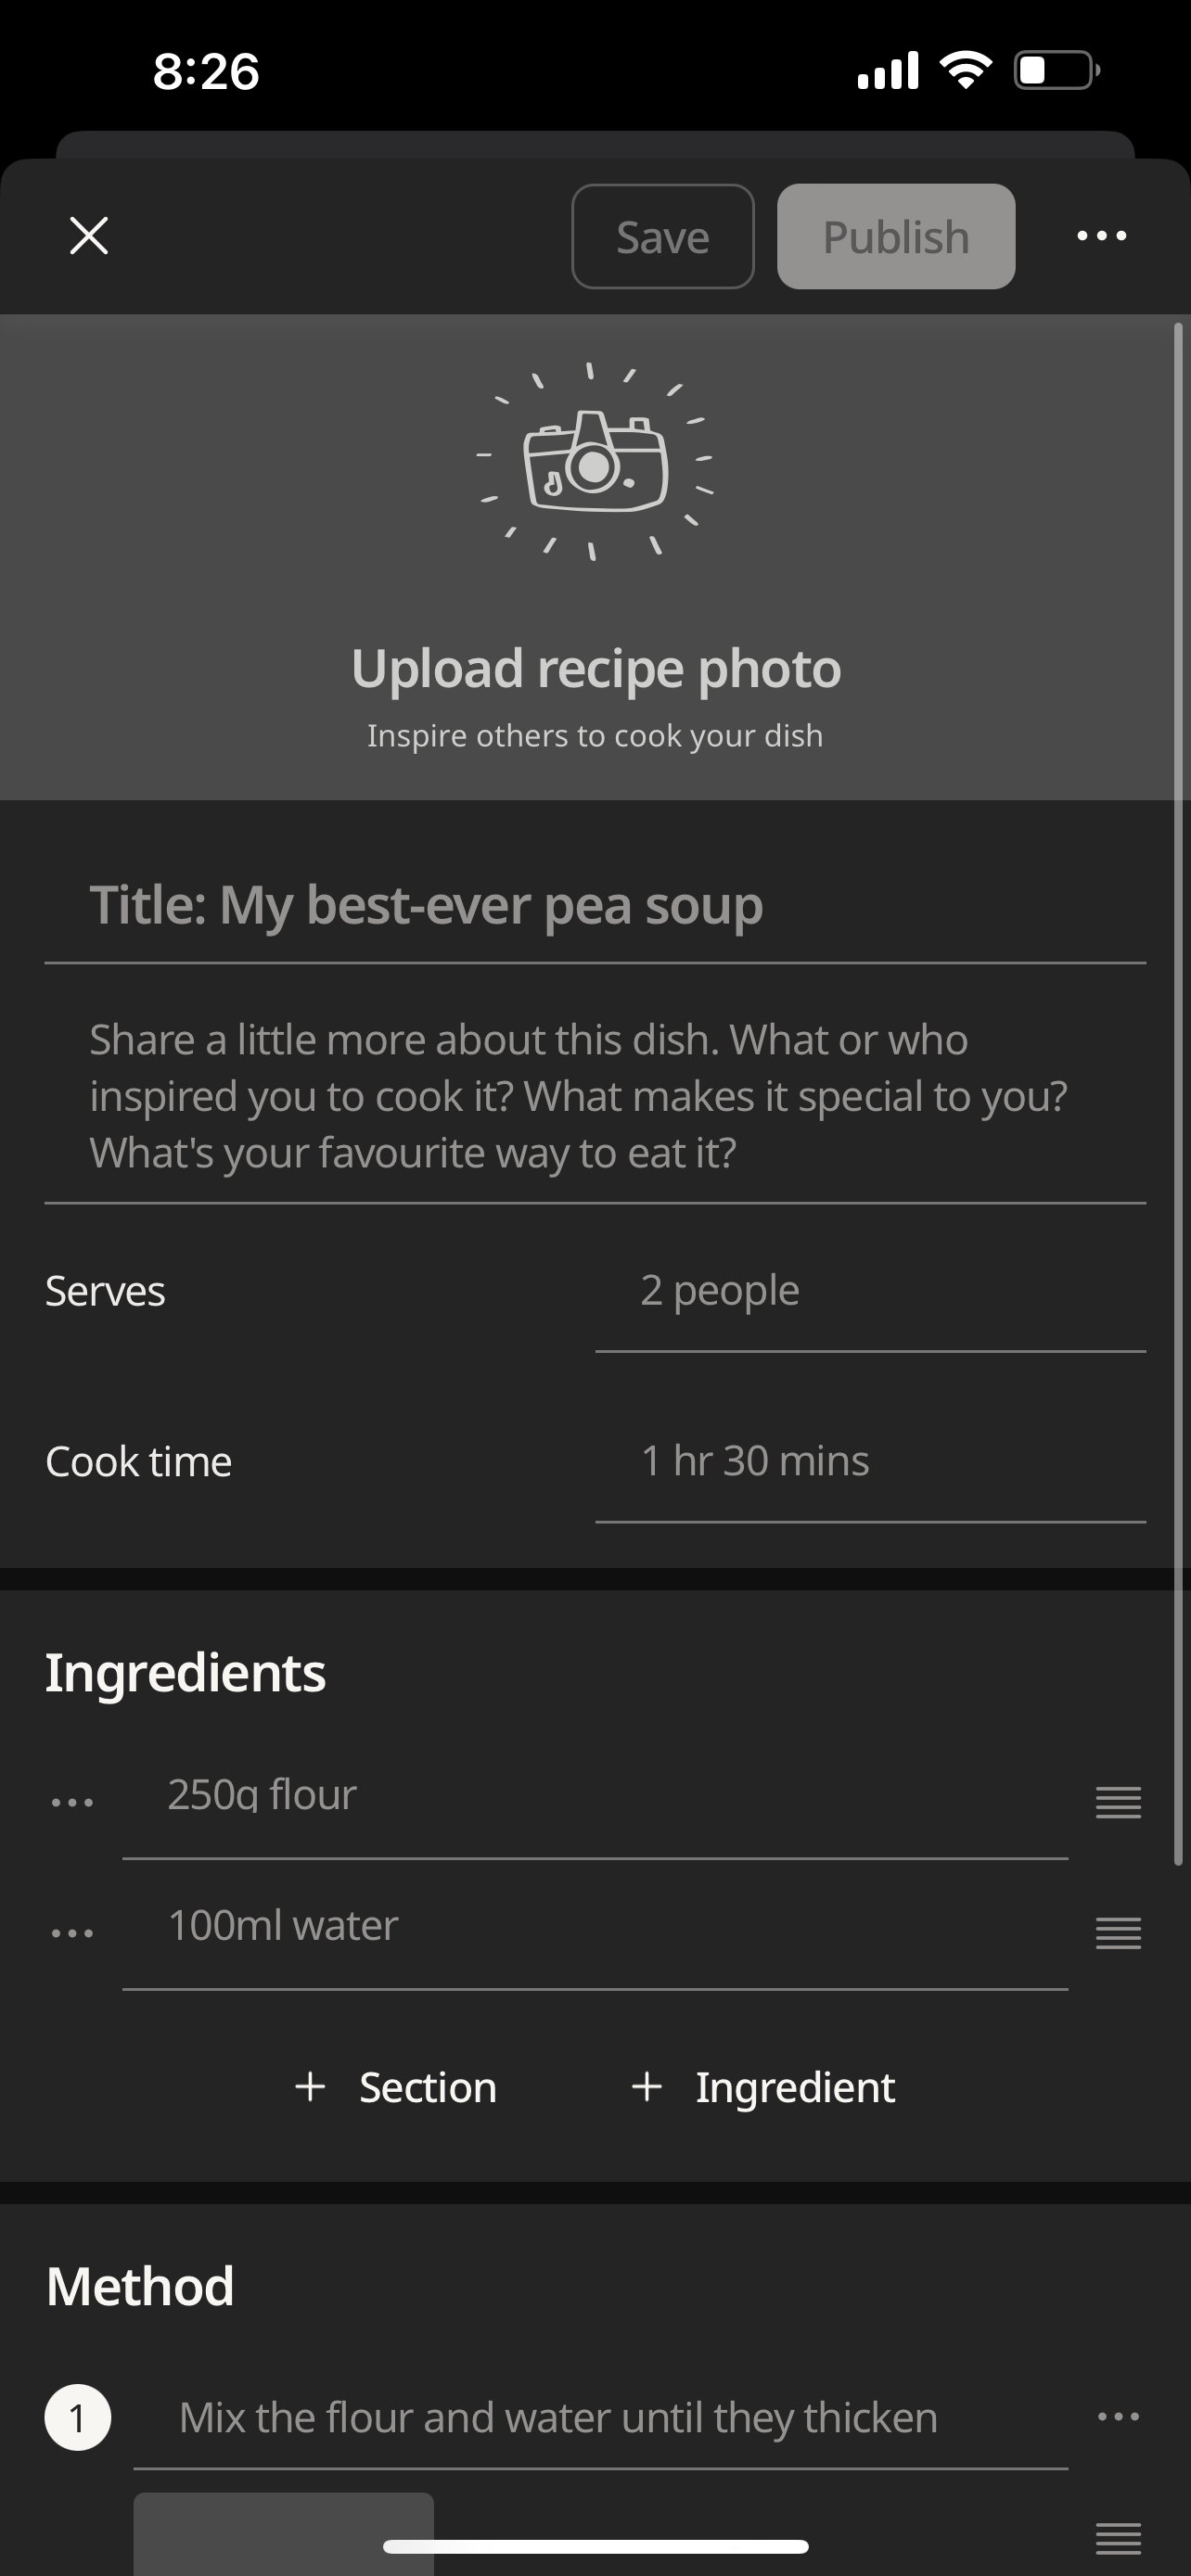 8:26
Save
Publish
Upload recipe photo
Inspire others to cook your dish
Title: My best-ever pea soup
Share a little more about this dish. What or who
inspired you to cook it? What makes it special to you?
What's your favourite way to eat it?
Serves
2 people
Cook time
1 hr 30 mins
Ingredients
250g flour
100ml water
+ Section
+ Ingredient
Method
1
Mix the flour and water until they thicken